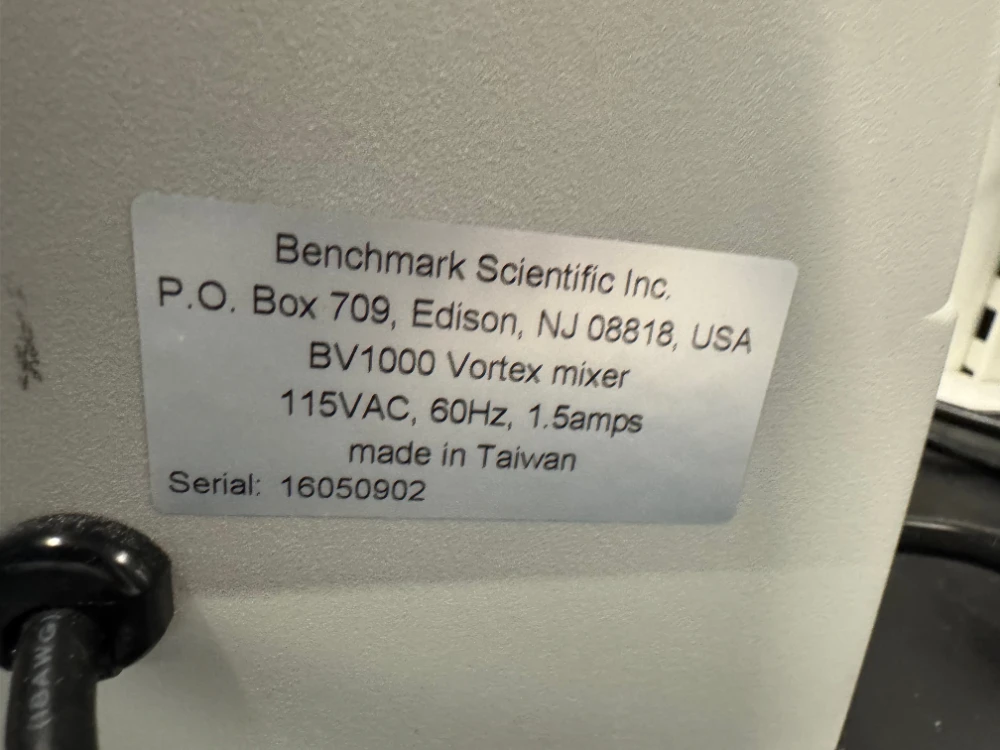 Benchmark Scientific Inc.
P.O. Box 709, Edison, NJ 08818, USA
BV1000 Vortex mixer
115VAC, 60Hz, 1.5amps
made in Taiwan
Serial: 16050902
(18AWG)